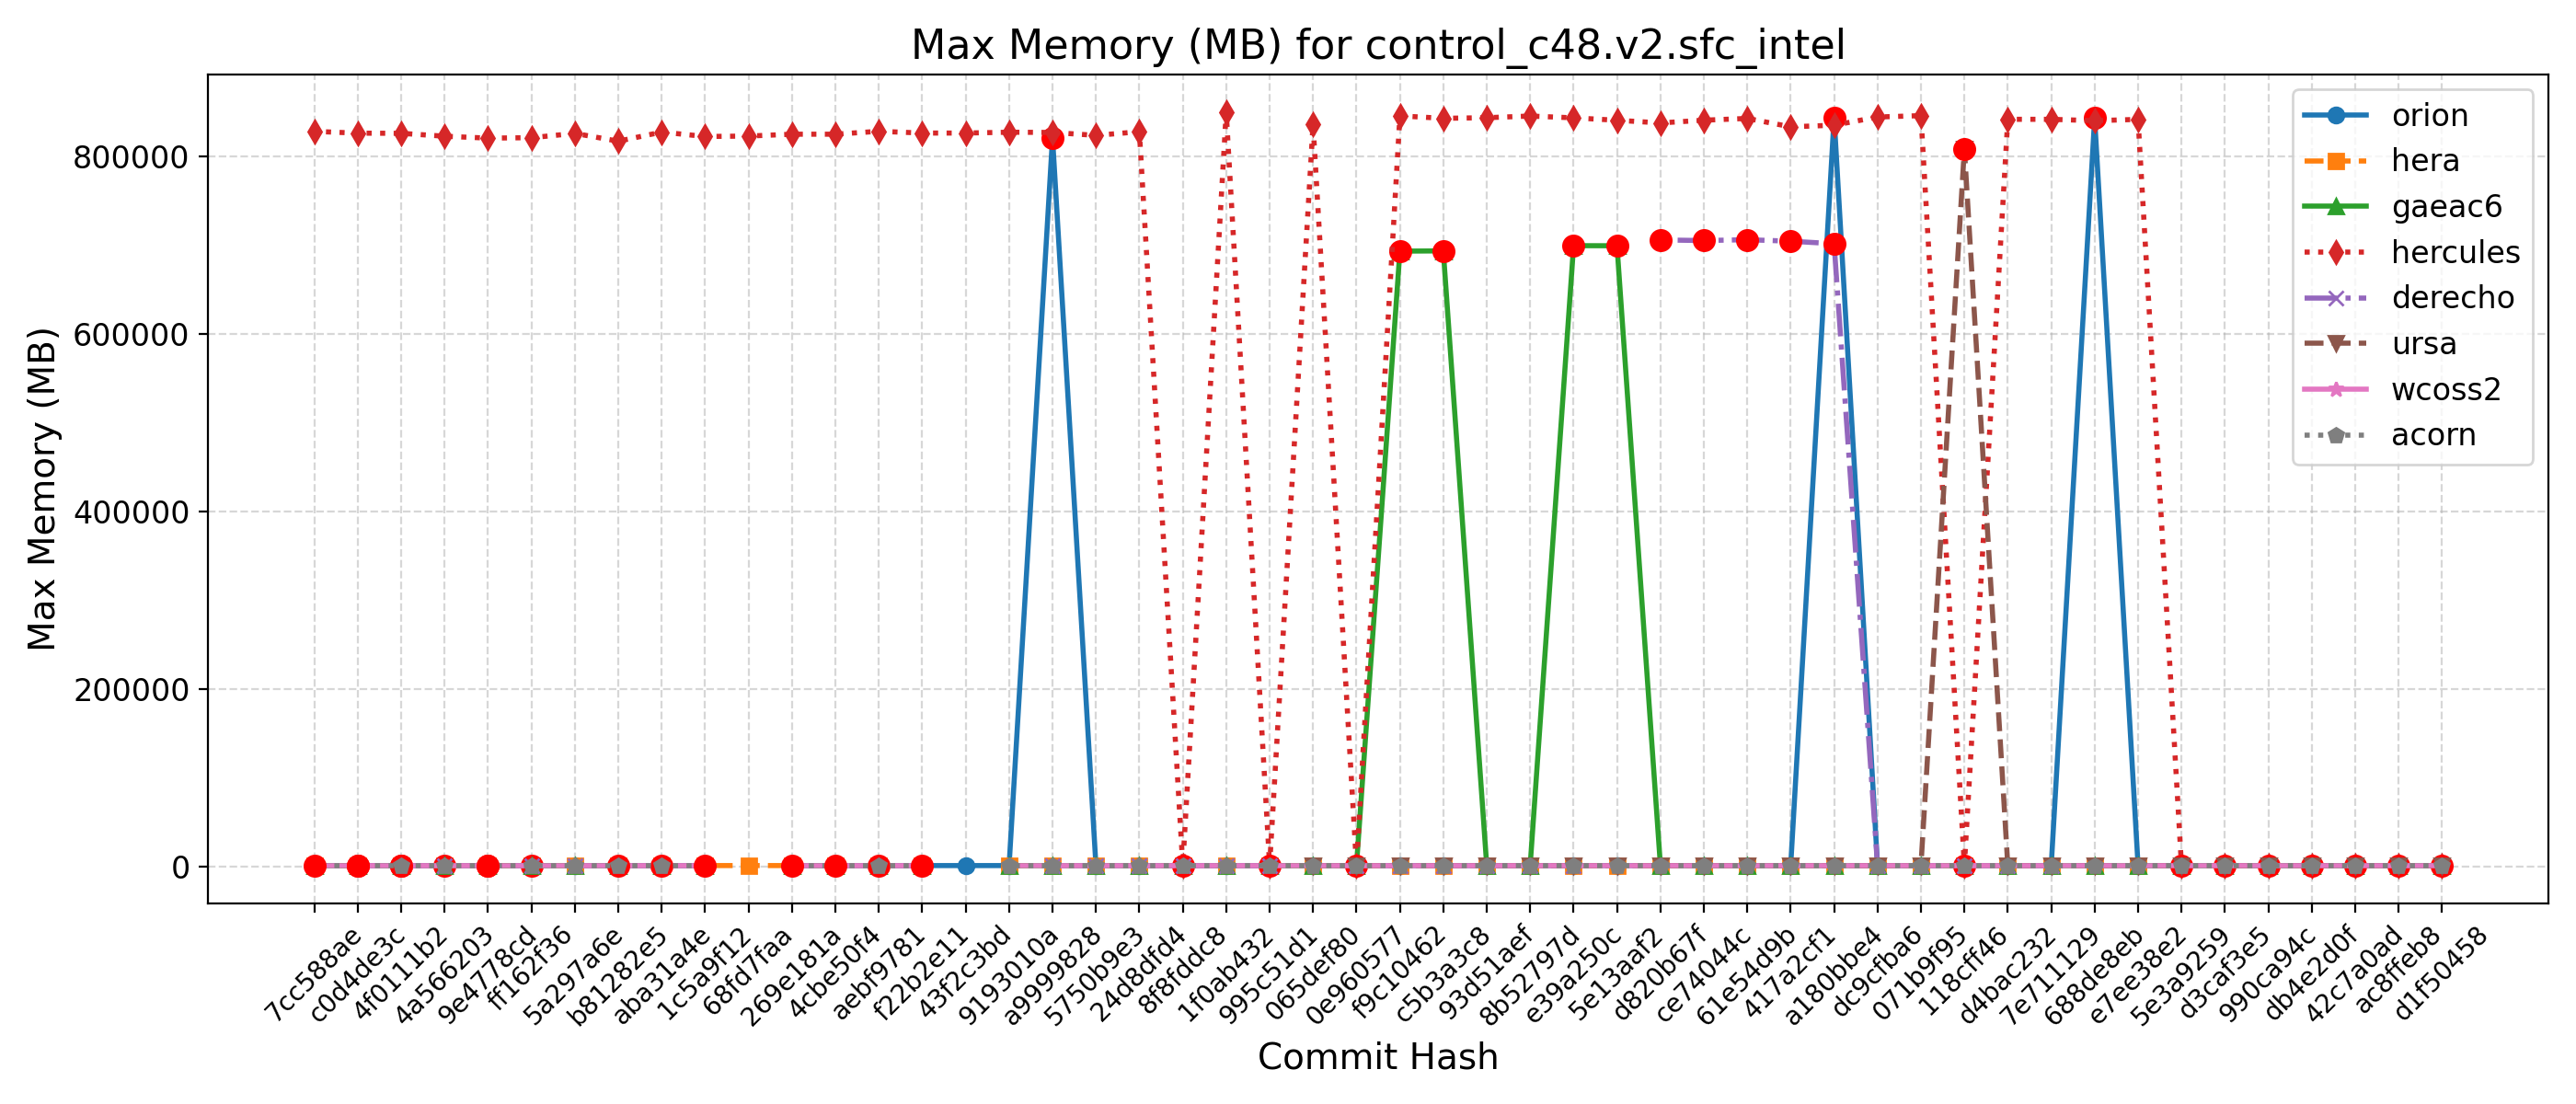 Max Memory (MB) for control_c48.v2.sfc_intel
Max Memory (MB)
800000
600000
400000
200000
0
orion
hera
gaeac6
hercules
derecho
ursa
wcoss2
acorn
7cc588ae
c0d4de3c
4f0111b2
4a566203
9e4778cd
ff162f36
5a297a6e
b81282e5
aba31a4e
1c5a9f12
68fd7faa
269e181a
4cbe50f4
aebf9781
f22b2e11
43f2c3bd
9193010a
a9999828
5750b9e3
24d8dfd4
8f8fddc8
1f0ab432
995c51d1
065def80
0e960577
f9c10462
c5b3a3c8
93d51aef
8b52797d
e39a250c
5e13aaf2
d820b67f
ce74044c
61e54d9b
417a2cf1
a180bbe4
dc9cfba6
071b9f95
118cff46
d4bac232
7e711129
688de8eb
e7ee38e2
5e3a9259
d3caf3e5
990ca94c
db4e2d0f
42c7a0ad
ac8ffeb8
d1f50458
Commit Hash